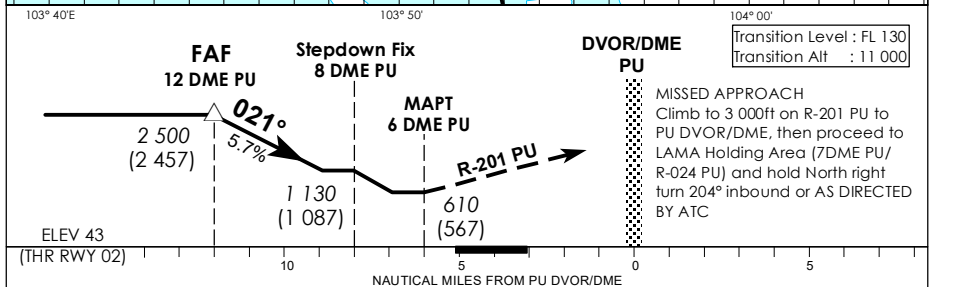 103° 40'E
103° 50'
104° 00'
Transition Level : FL 130
Transition Alt : 11 000
FAF
12 DME PU
Stepdown Fix
8 DME PU
DVOR/DME
PU
MAPT
6 DME PU
021°
5.7%
2 500
(2 457)
1 130
(1 087)
R-201 PU
610
(567)
MISSED APPROACH
Climb to 3 000ft on R-201 PU to
PU DVOR/DME, then proceed to
LAMA Holding Area (7DME PU/
R-024 PU) and hold North right
turn 204° inbound or AS DIRECTED
BY ATC
ELEV 43
(THR RWY 02)
10
5
0
5
NAUTICAL MILES FROM PU DVOR/DME